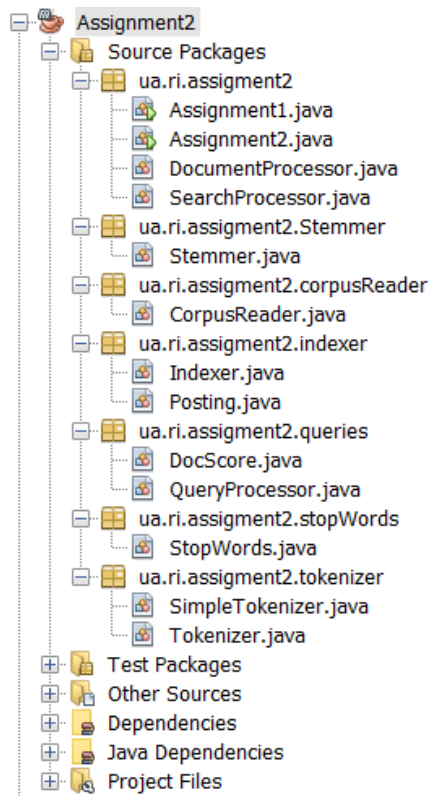 Assignment2
Source Packages
ua.ri.assigment2
Assignment1.java
Assignment2.java
DocumentProcessor.java
SearchProcessor.java
ua.ri.assigment2.Stemmer
Stemmer.java
ua.ri.assigment2.corpusReader
CorpusReader.java
ua.ri.assigment2.indexer
Indexer.java
Posting.java
ua.ri.assigment2.queries
DocScore.java
QueryProcessor.java
ua.ri.assigment2.stopWords
StopWords.java
ua.ri.assigment2.tokenizer
SimpleTokenizer.java
Tokenizer.java
Test Packages
Other Sources
Dependencies
Java Dependencies
Project Files